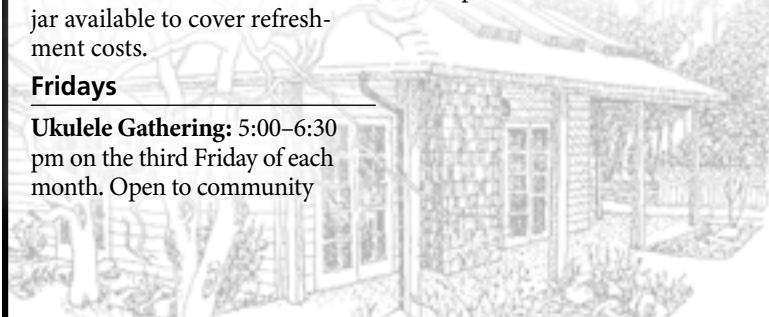 jar available to cover refresh-
ment costs.
Fridays
Ukulele Gathering: 5:00–6:30
pm on the third Friday of each
month. Open to community